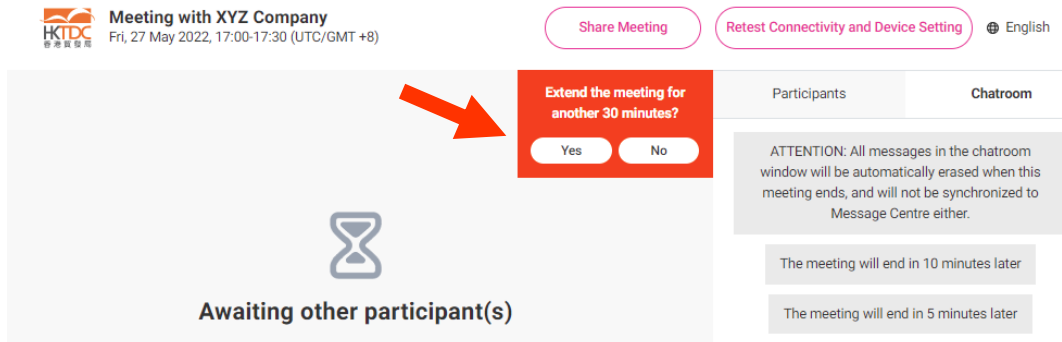 HKTDC
香港貿發局
Meeting with XYZ Company
Fri, 27 May 2022, 17:00-17:30 (UTC/GMT +8)
Share Meeting
Retest Connectivity and Device Setting
English
Extend the meeting for
another 30 minutes?
Yes
No
Awaiting other participant(s)
Participants
Chatroom
ATTENTION: All messages in the chatroom
window will be automatically erased when this
meeting ends, and will not be synchronized to
Message Centre either.
The meeting will end in 10 minutes later
The meeting will end in 5 minutes later